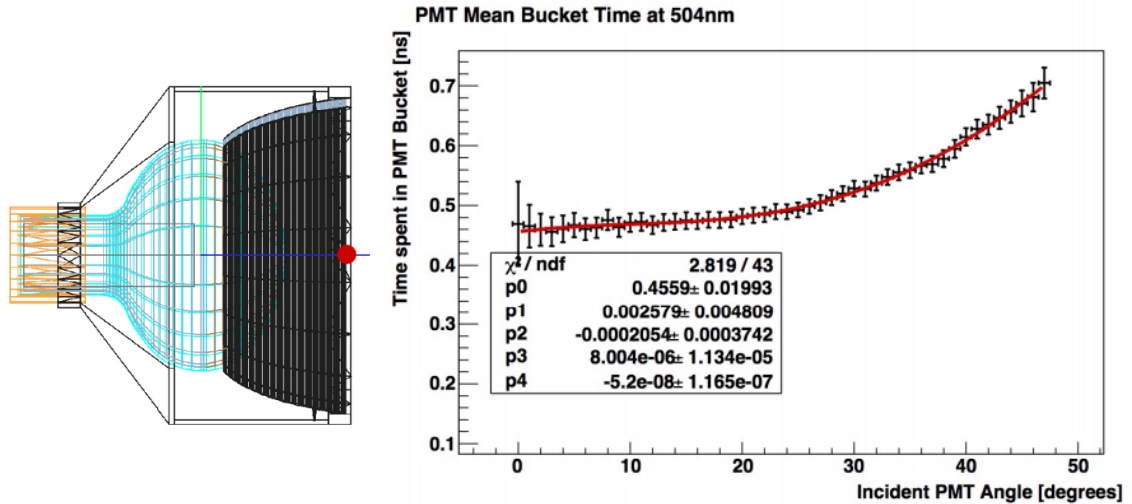 PMT Mean Bucket Time at 504nm
Time spent in PMT Bucket [ns]
0.7
0.6
0.5
0.4
0.3
0.2
0.1
χ² / ndf 2.819 / 43
p0 0.4559± 0.01993
p1 0.002579± 0.004809
p2 -0.0002054± 0.0003742
p3 8.004e-06± 1.134e-05
p4 -5.2e-08± 1.165e-07
0 10 20 30 40 50
Incident PMT Angle [degrees]